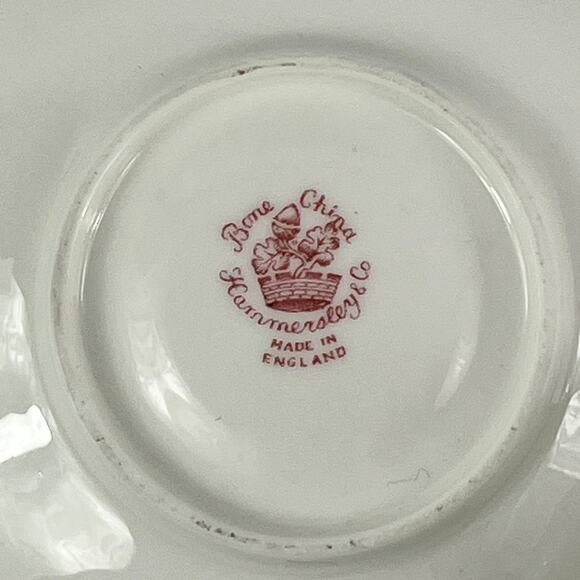 Bone China
Hammersley & Co
MADE IN
ENGLAND